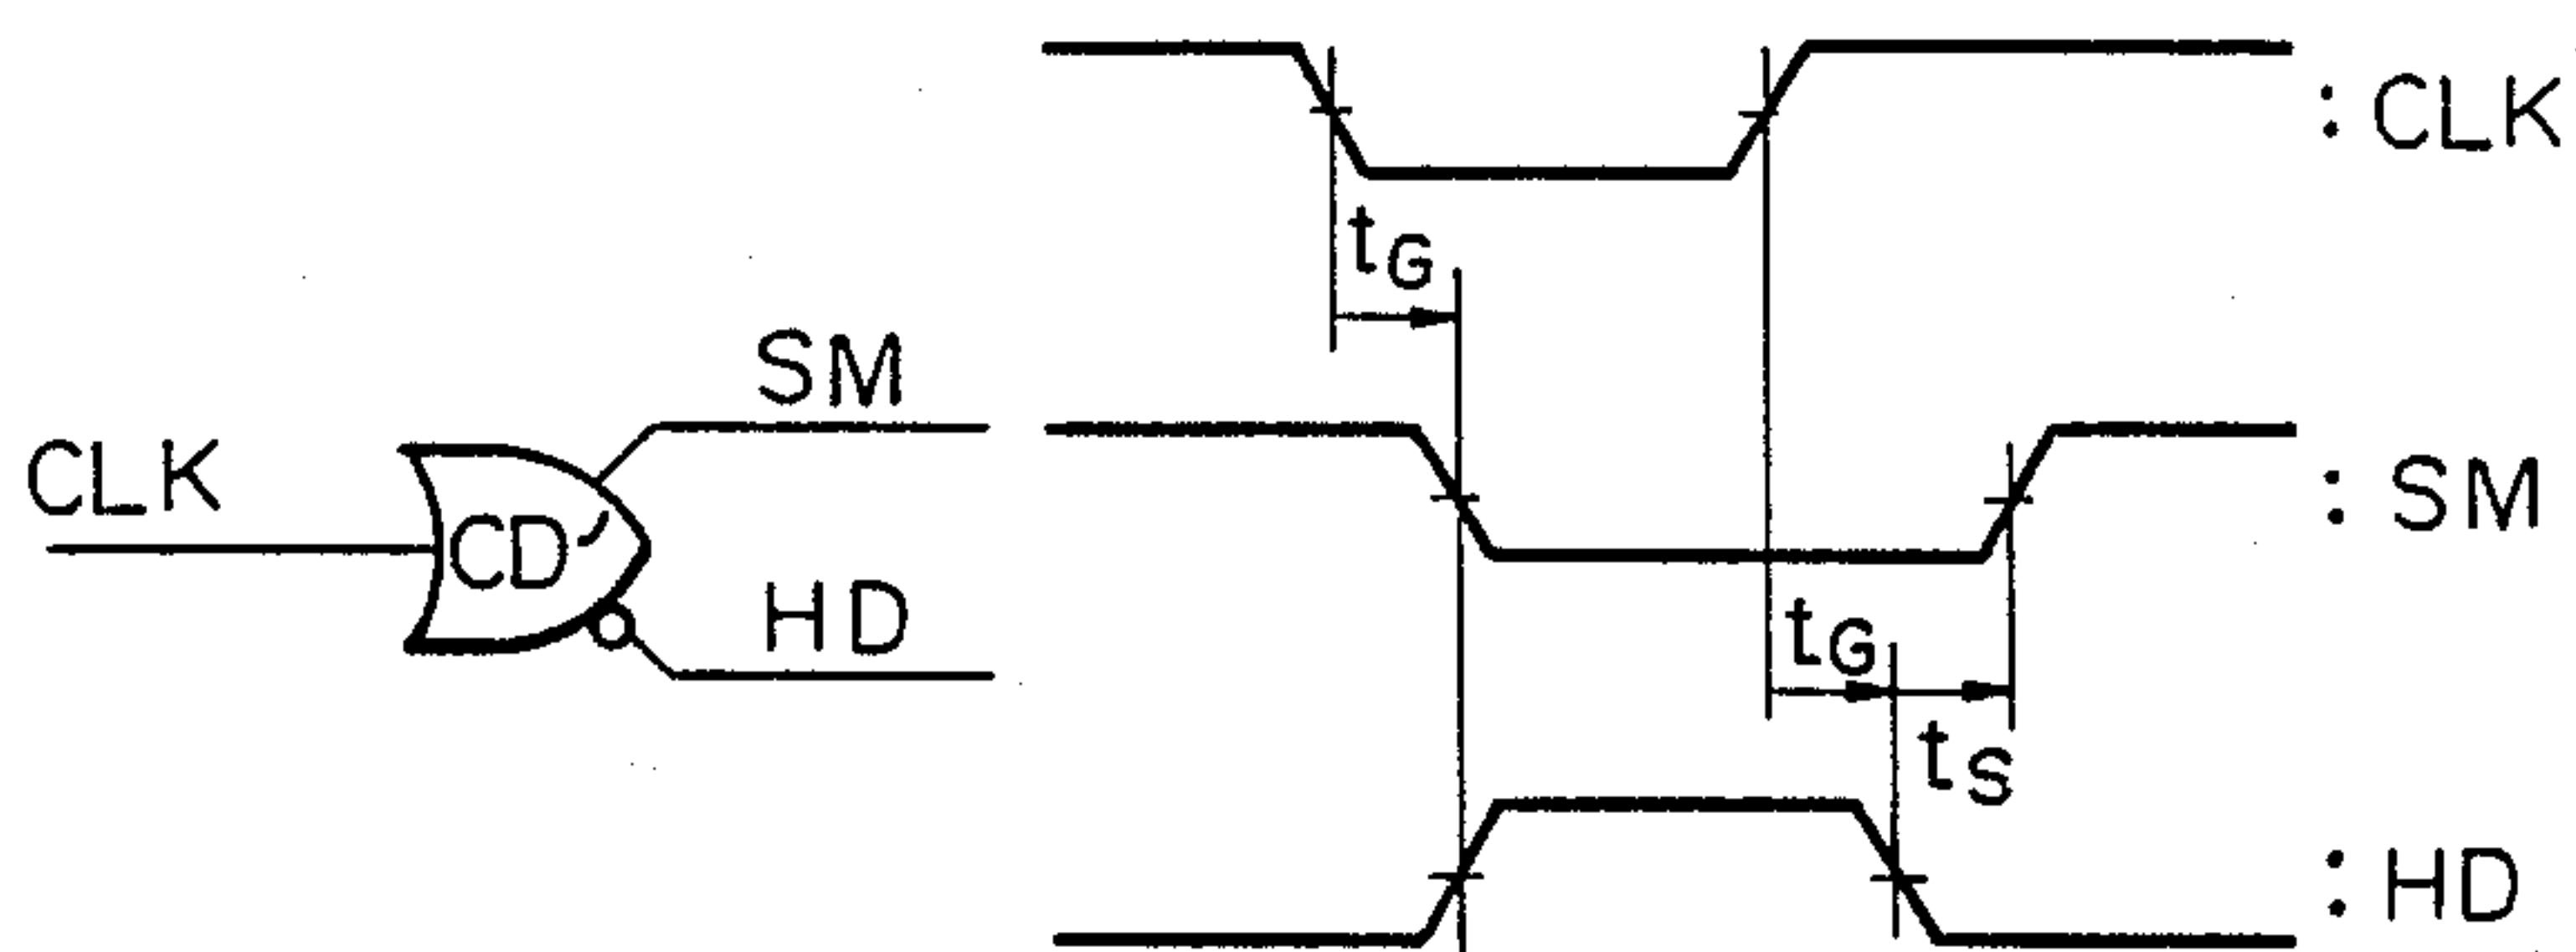 : CLK
tG
SM
CLK
CD'
: SM
HD
tG
tS
: HD